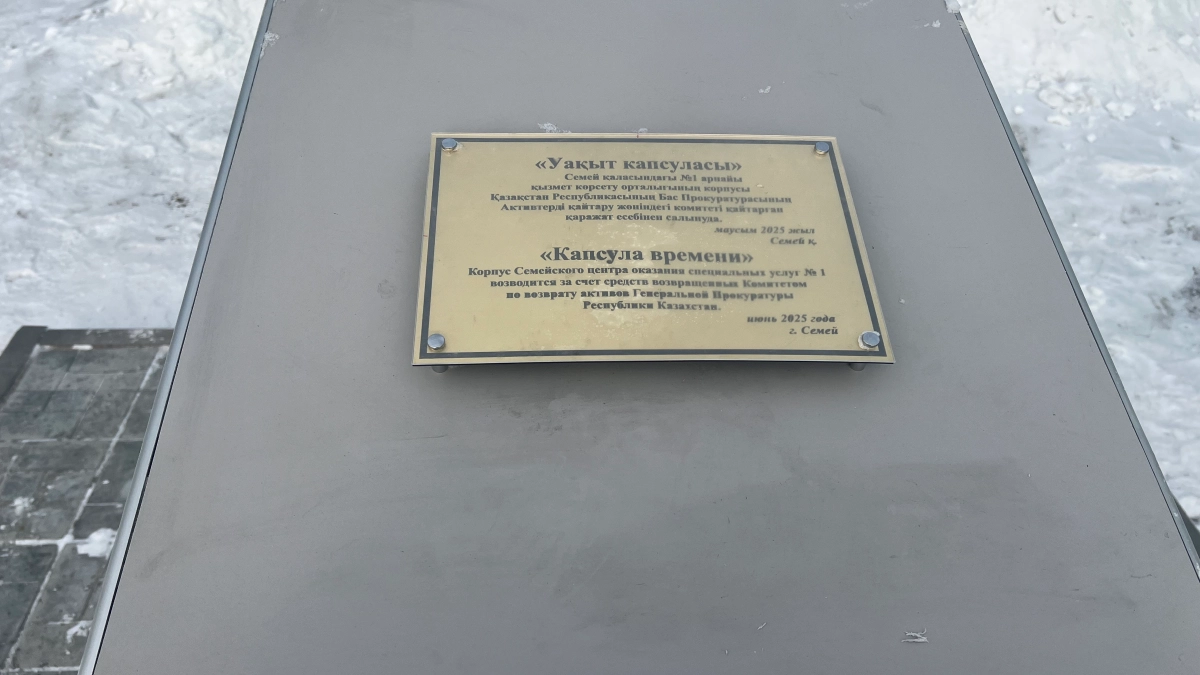 «Уақыт капсуласы»
Семей қаласындағы №1 арнайы
қызмет көрсету орталығының корпусы
Қазақстан Республикасының Бас Прокуратурасының
Активтерді қайтару жөніндегі комитеті қайтарған
қаражат есебінен салынуда.
маусым 2025 жыл
Семей қ.
«Капсула времени»
Корпус Семейского центра оказания специальных услуг № 1
возводится за счет средств возвращенных Комитетом
по возврату активов Генеральной Прокуратуры
Республики Казахстан.
июнь 2025 года
г. Семей